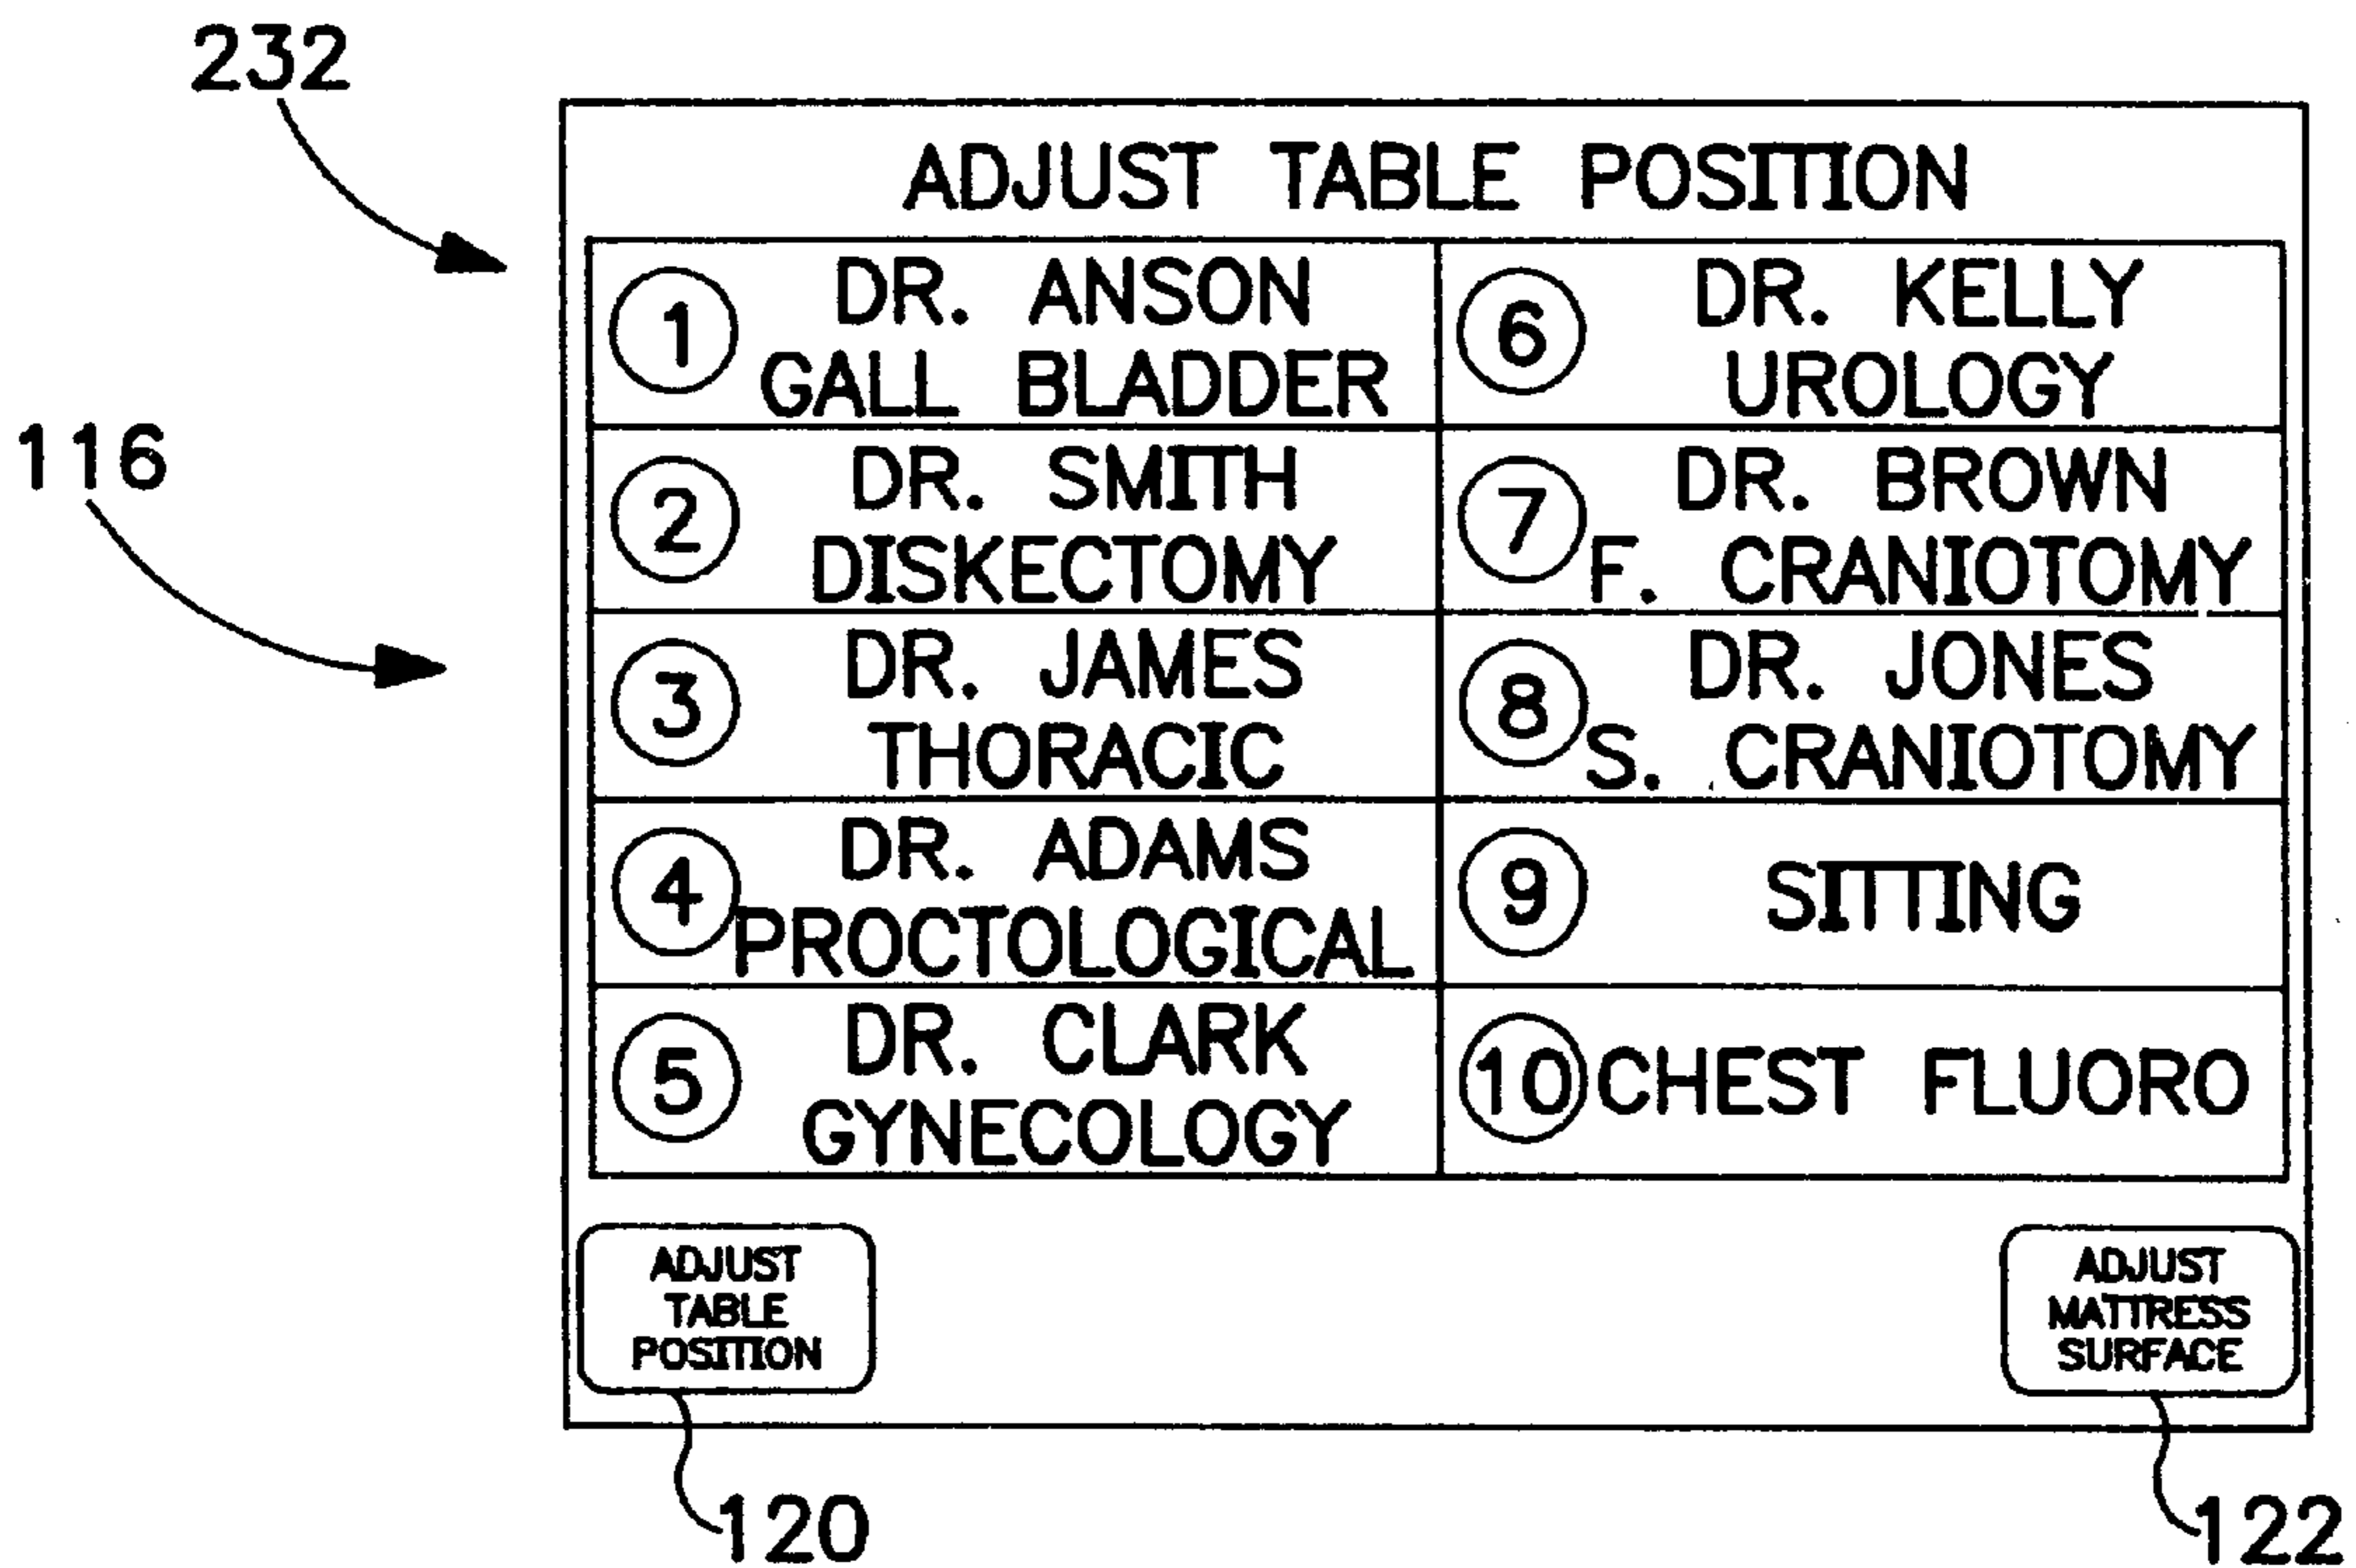 232
116
ADJUST TABLE POSITION
1 DR. ANSON
GALL BLADDER
2 DR. SMITH
DISKECTOMY
3 DR. JAMES
THORACIC
4 DR. ADAMS
PROCTOLOGICAL
5 DR. CLARK
GYNECOLOGY
6 DR. KELLY
UROLOGY
7 DR. BROWN
F. CRANIOTOMY
8 DR. JONES
S. CRANIOTOMY
9 SITTING
10 CHEST FLUORO
ADJUST
TABLE
POSITION
ADJUST
MATTRESS
SURFACE
120
122